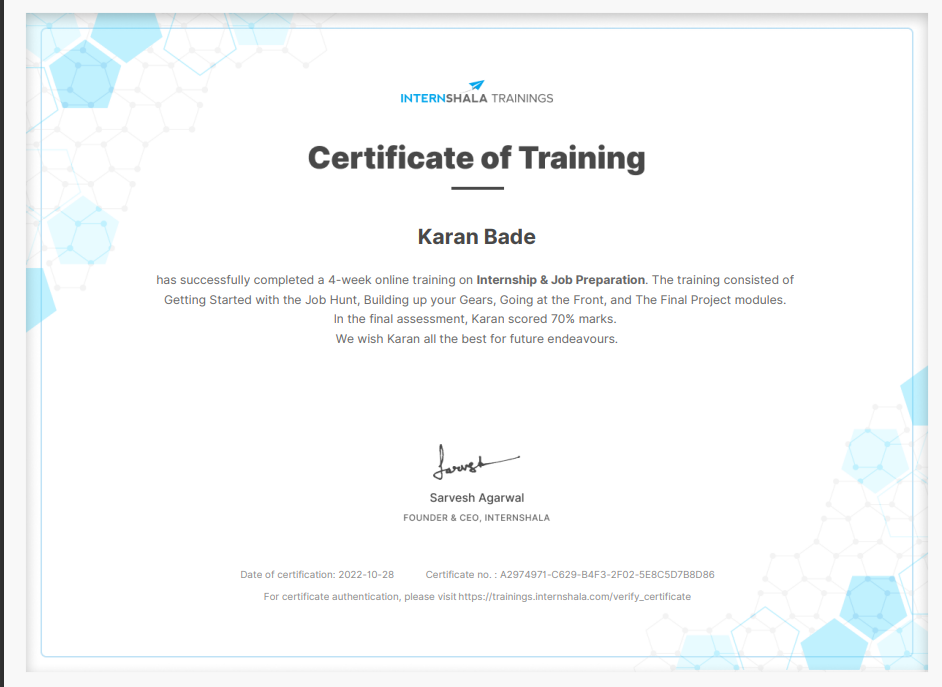 INTERNSHALA TRAININGS
Certificate of Training
Karan Bade
has successfully completed a 4-week online training on Internship & Job Preparation. The training consisted of
Getting Started with the Job Hunt, Building up your Gears, Going at the Front, and The Final Project modules.
In the final assessment, Karan scored 70% marks.
We wish Karan all the best for future endeavours.
Sarvesh
Sarvesh Agarwal
FOUNDER & CEO, INTERNSHALA
Date of certification: 2022-10-28 Certificate no. : A2974971-C629-B4F3-2F02-5E8C5D7B8D86
For certificate authentication, please visit https://trainings.internshala.com/verify_certificate